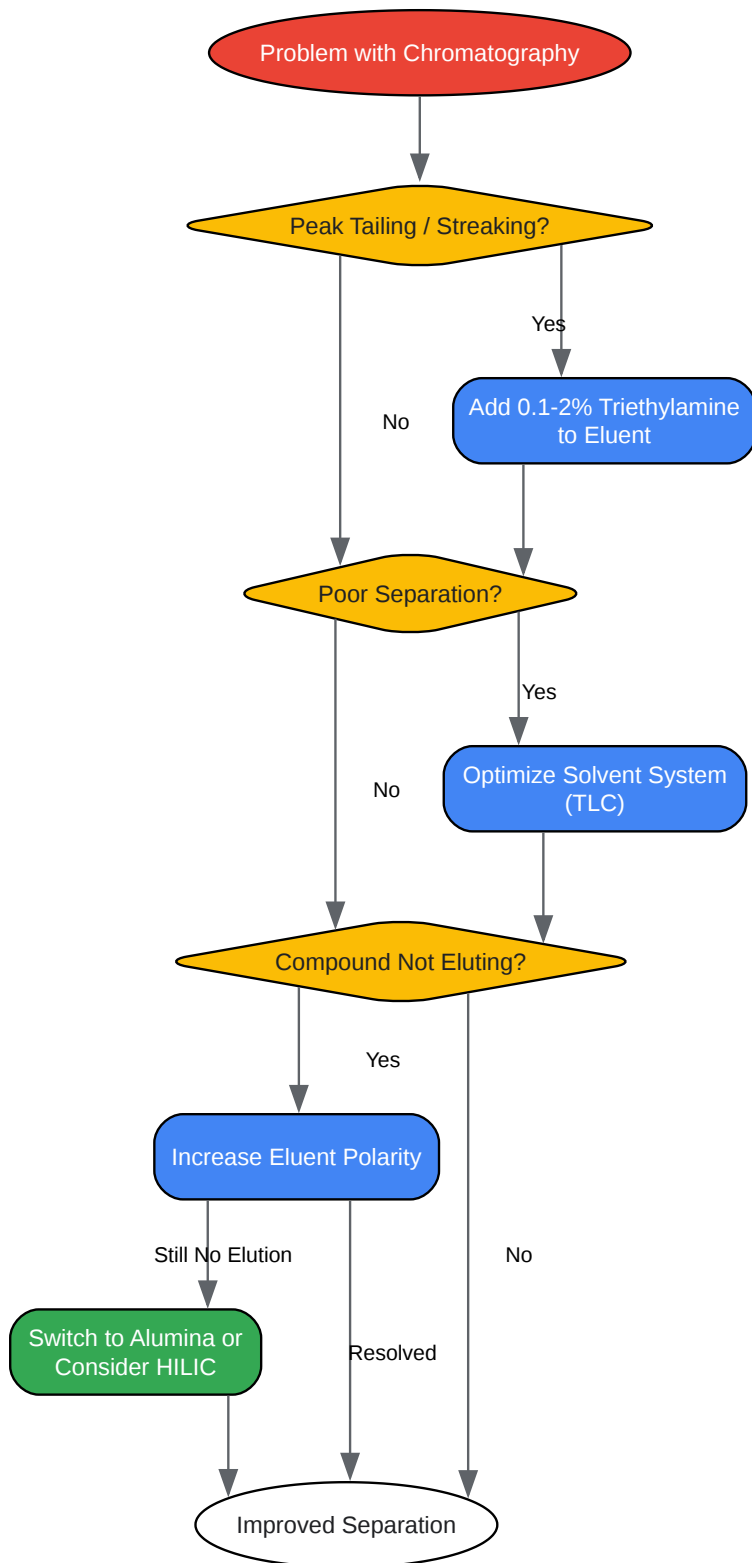 Problem with Chromatography
Peak Tailing / Streaking?
Yes
Add 0.1-2% Triethylamine
to Eluent
No
Poor Separation?
Yes
Optimize Solvent System
(TLC)
No
Compound Not Eluting?
Yes
Increase Eluent Polarity
Still No Elution
No
Switch to Alumina or
Consider HILIC
Resolved
Improved Separation